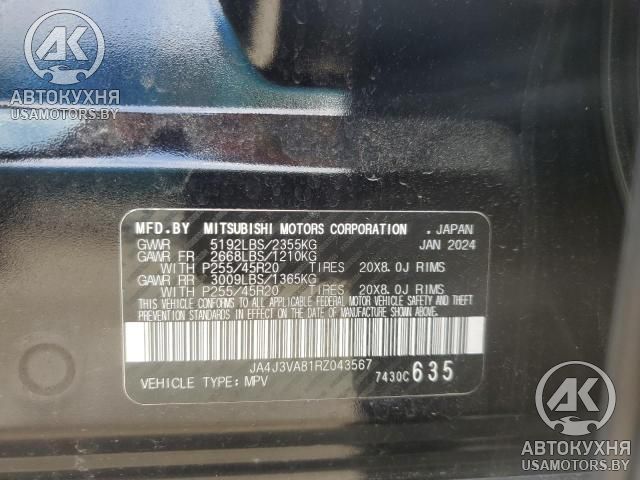 AK
АВТОКУХНЯ
USAMOTORS.BY
MFD.BY MITSUBISHI MOTORS CORPORATION . JAPAN
GWWR 5192LBS/2355KG JAN 2024
GAWR FR 2668LBS/1210KG
WITH P255/45R20 TIRES 20X8.0J RIMS
GAWR RR 3009LBS/1365KG
WITH P255/45R20 TIRES 20X8.0J RIMS
THIS VEHICLE CONFORMS TO ALL APPLICABLE FEDERAL MOTOR VEHICLE SAFETY, BUMPER, AND THEFT
PREVENTION STANDARDS IN EFFECT ON THE DATE OF MANUFACTURE SHOWN ABOVE.
JA4J3VA81RZ043567
VEHICLE TYPE: MPV 7430C 635
AK
АВТОКУХНЯ
USAMOTORS.BY